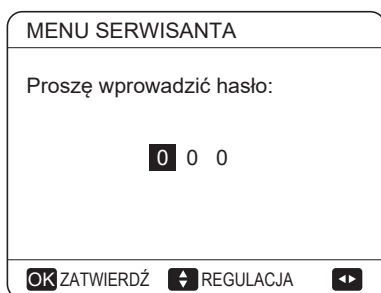 MENU SERWISANTA
Proszę wprowadzić hasło:
0 0 0
OK ZATWIERDŹ REGULACJA